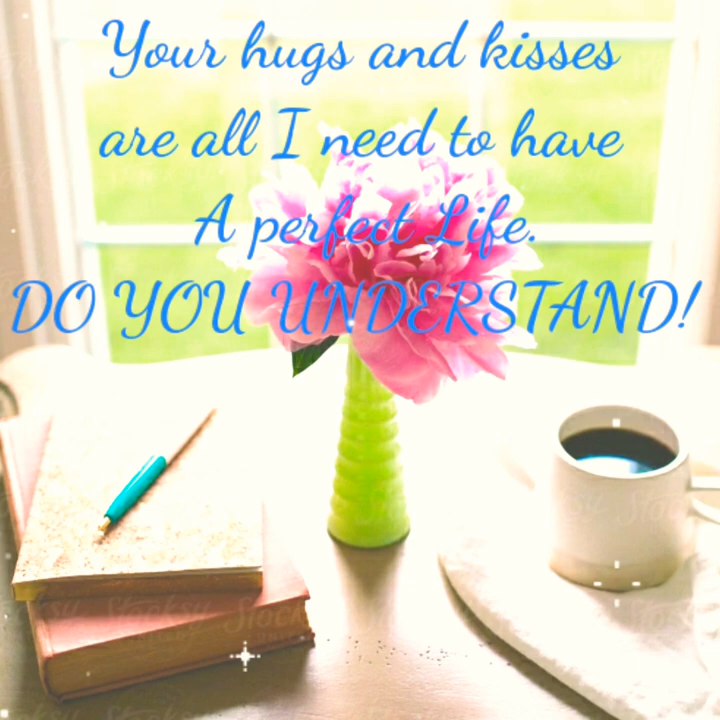 Your hugs and kisses
are all I need to have
A perfect Life.
DO YOU UNDERSTAND!